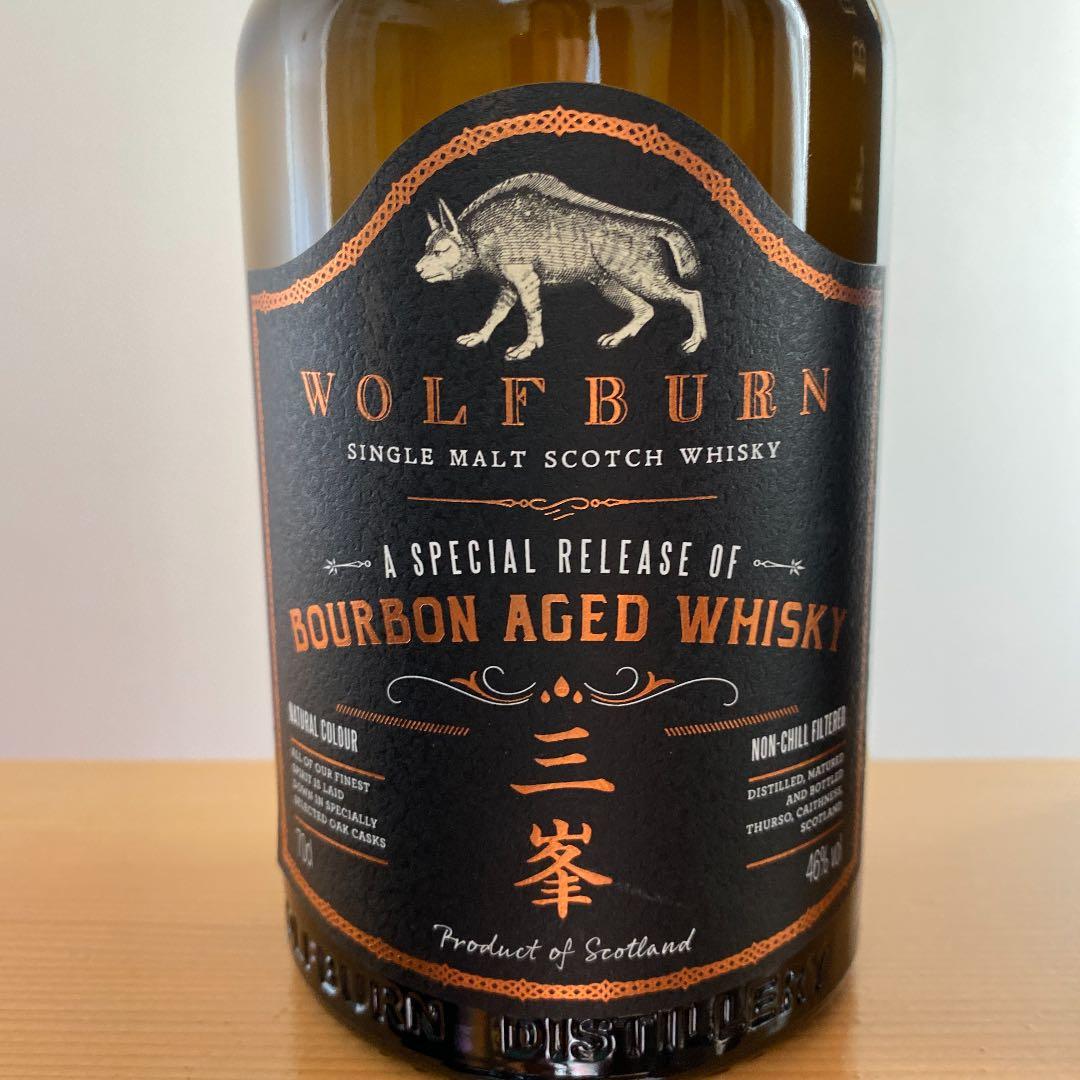 WOLFBURN
SINGLE MALT SCOTCH WHISKY
A SPECIAL RELEASE OF
BOURBON AGED WHISKY
NATURAL COLOUR
ALL OF OUR FINEST
SPIRIT IS LAID
DOWN IN SPECIALLY
SELECTED OAK CASKS
70cl
三
峯
NON-CHILL FILTERED
DISTILLED, MATURED
AND BOTTLED
THURSO, CAITHNESS,
SCOTLAND
46% vol
Product of Scotland
WOLFBURN DISTILLERY